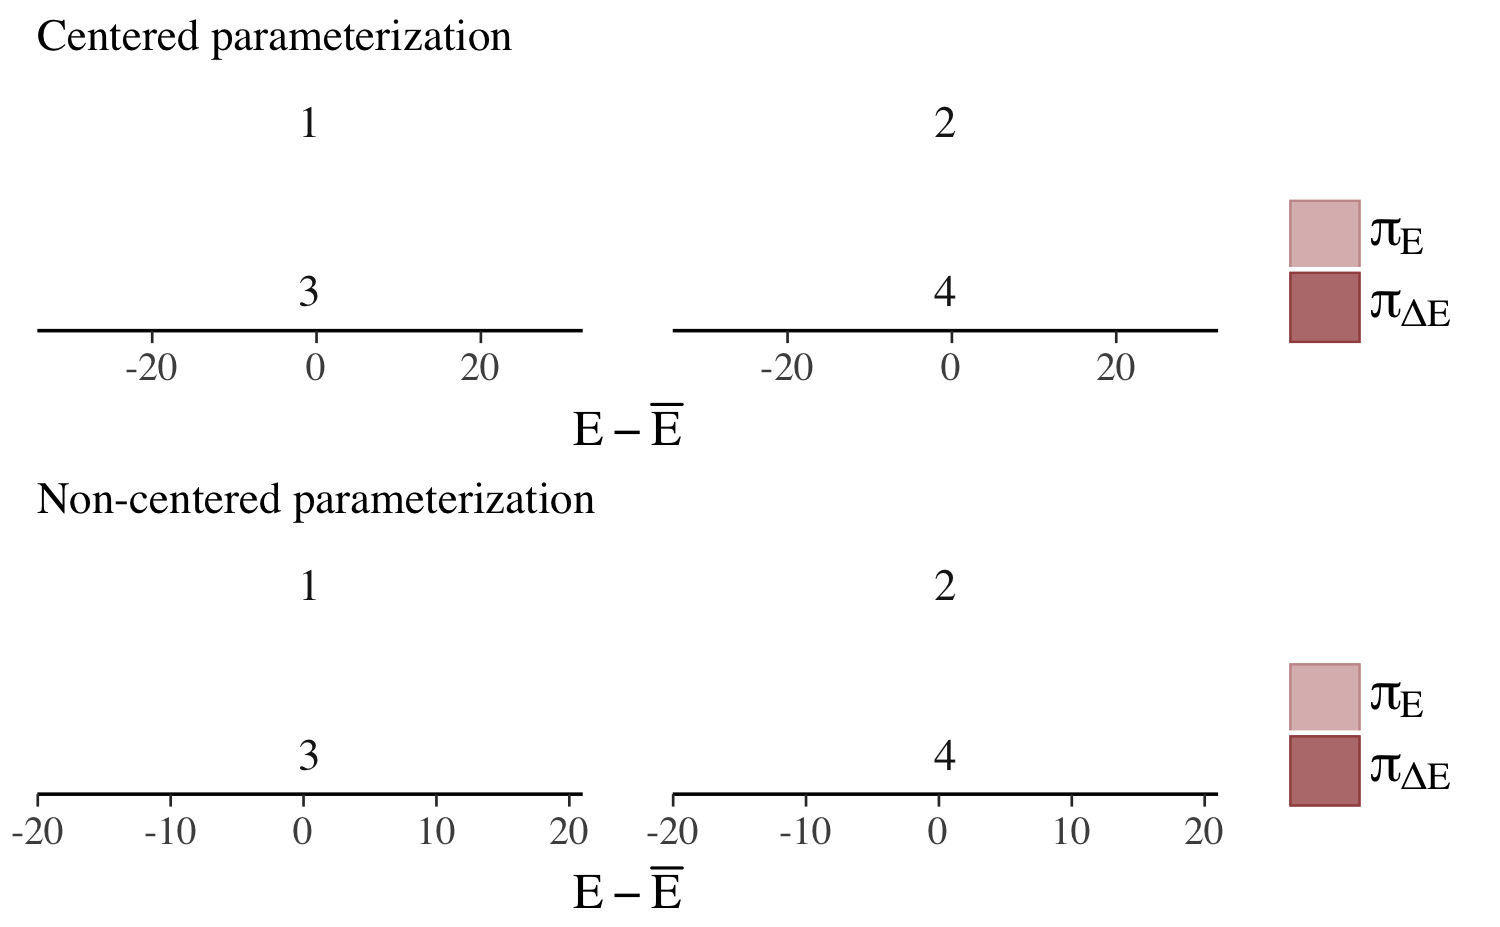 Centered parameterization
1 2
3 4
-20 0 20 -20 0 20
E − E̅
πE
πΔE
Non-centered parameterization
1 2
3 4
-20 -10 0 10 20 -20 -10 0 10 20
E − E̅
πE
πΔE